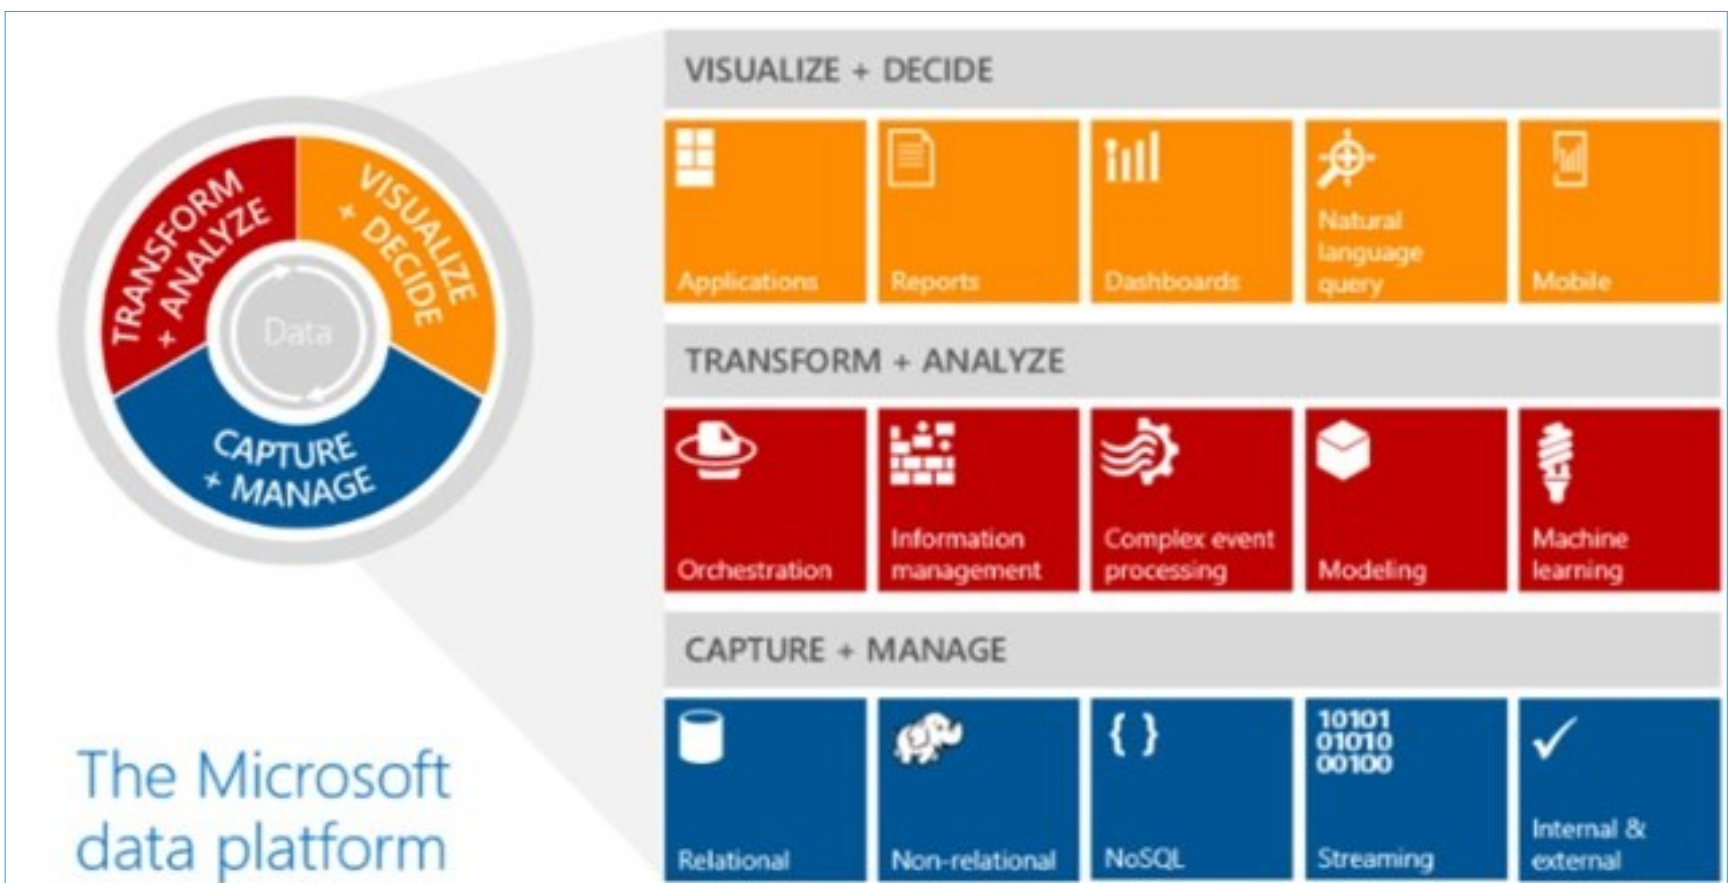 TRANSFORM
+ ANALYZE
VISUALIZE
+ DECIDE
Data
CAPTURE
+ MANAGE
The Microsoft
data platform
VISUALIZE + DECIDE
Applications
Reports
Dashboards
Natural
language
query
Mobile
TRANSFORM + ANALYZE
Orchestration
Information
management
Complex event
processing
Modeling
Machine
learning
CAPTURE + MANAGE
Relational
Non-relational
{ }
NoSQL
10101
01010
00100
Streaming
Internal &
external